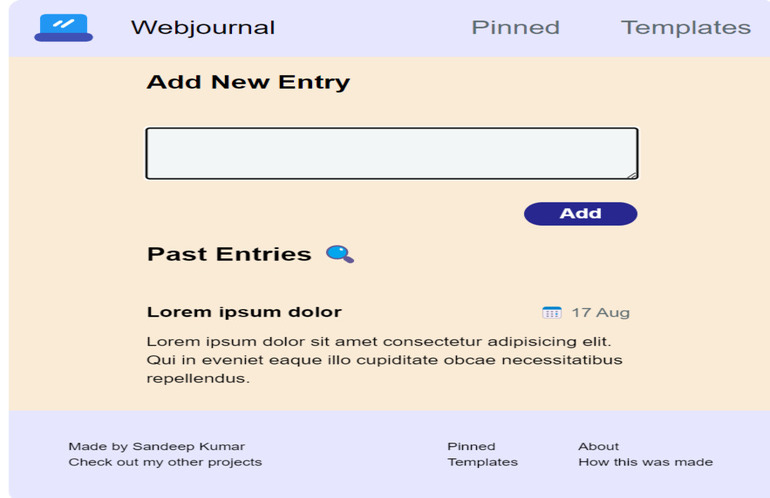 Webjournal Pinned Templates
Add New Entry
Add
Past Entries
Lorem ipsum dolor 17 Aug
Lorem ipsum dolor sit amet consectetur adipisicing elit.
Qui in eveniet eaque illo cupiditate obcae necessitatibus
repellendus.
Made by Sandeep Kumar
Check out my other projects
Pinned
Templates
About
How this was made